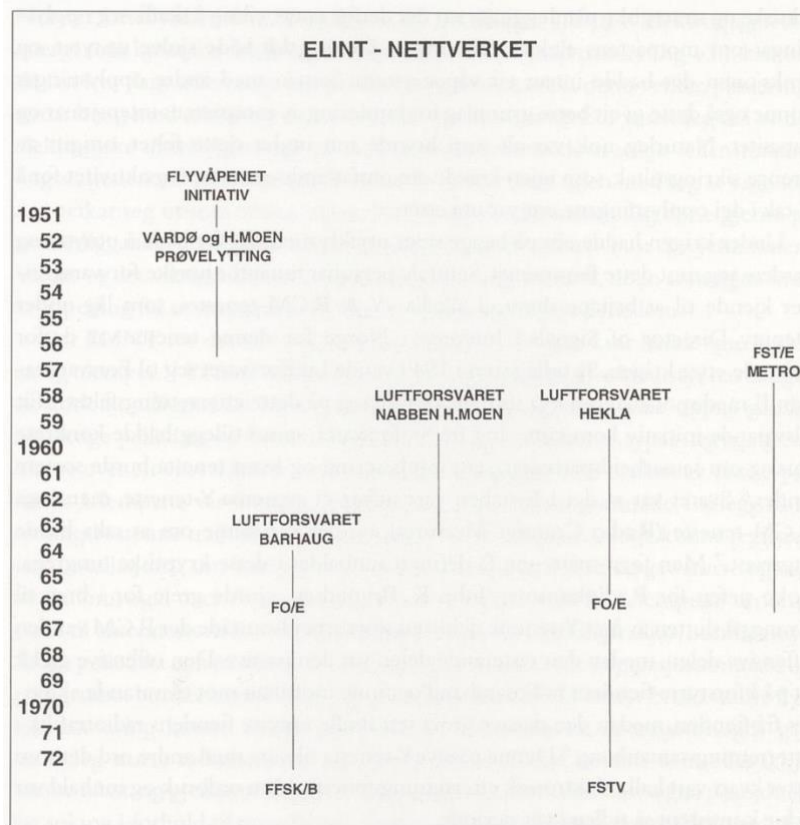 ELINT - NETTVERKET
FLYVÅPENET
INITIATIV
1951
52
VARDØ og H.MOEN
PRØVELYTTING
53
54
55
56
FST/E
METRO
57
58
LUFTFORSVARET
NABBEN H.MOEN
LUFTFORSVARET
HEKLA
59
1960
61
62
63
LUFTFORSVARET
BARHAUG
64
65
66
FO/E
FO/E
67
68
69
1970
71
72
FFSK/B
FSTV